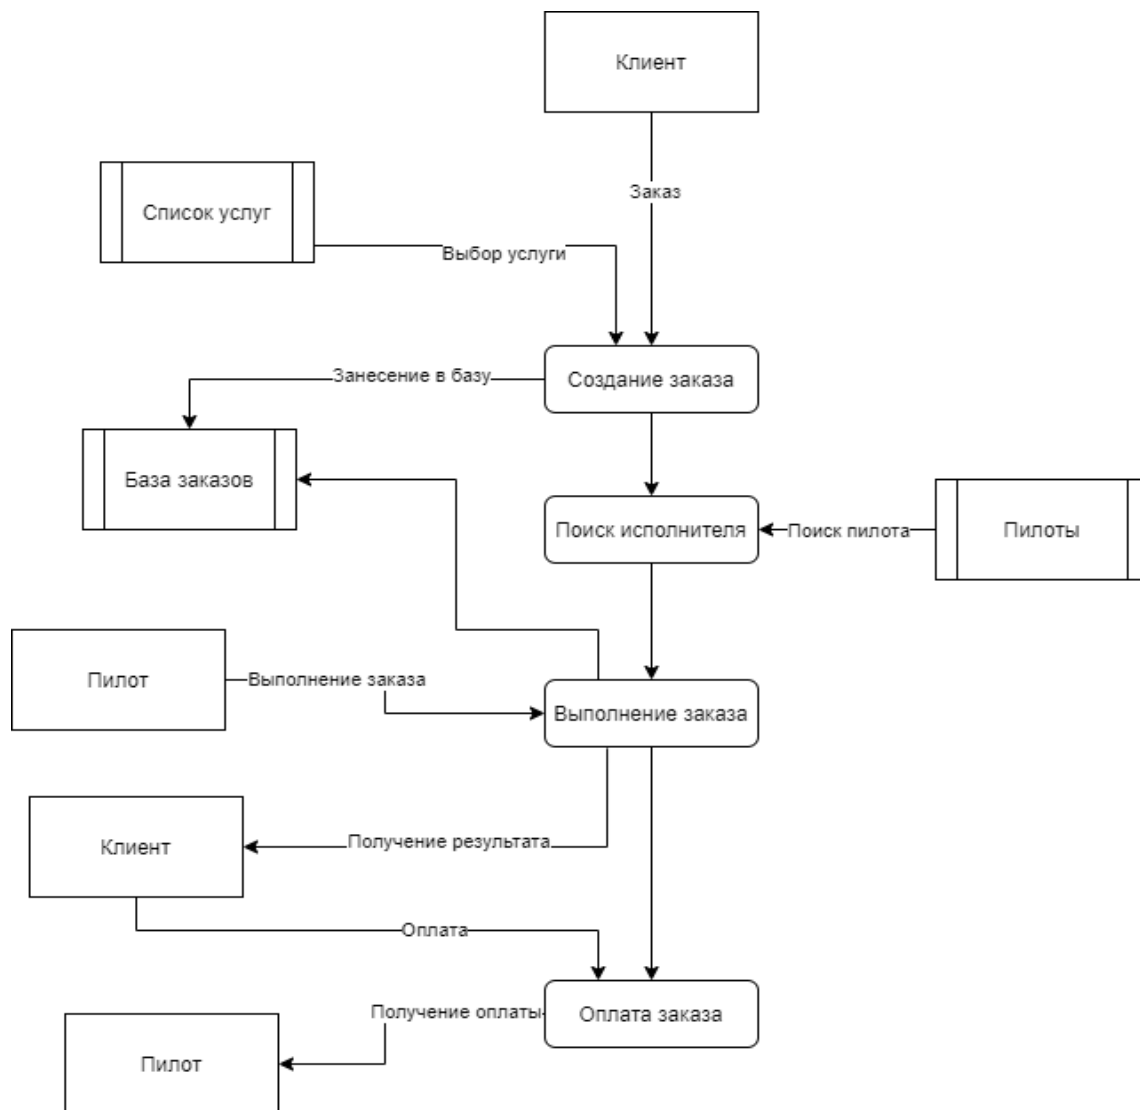 Клиент
Заказ
Список услуг
Выбор услуги
Создание заказа
Занесение в базу
База заказов
Поиск исполнителя
Поиск пилота
Пилоты
Пилот
Выполнение заказа
Выполнение заказа
Клиент
Получение результата
Оплата
Получение оплаты
Оплата заказа
Пилот